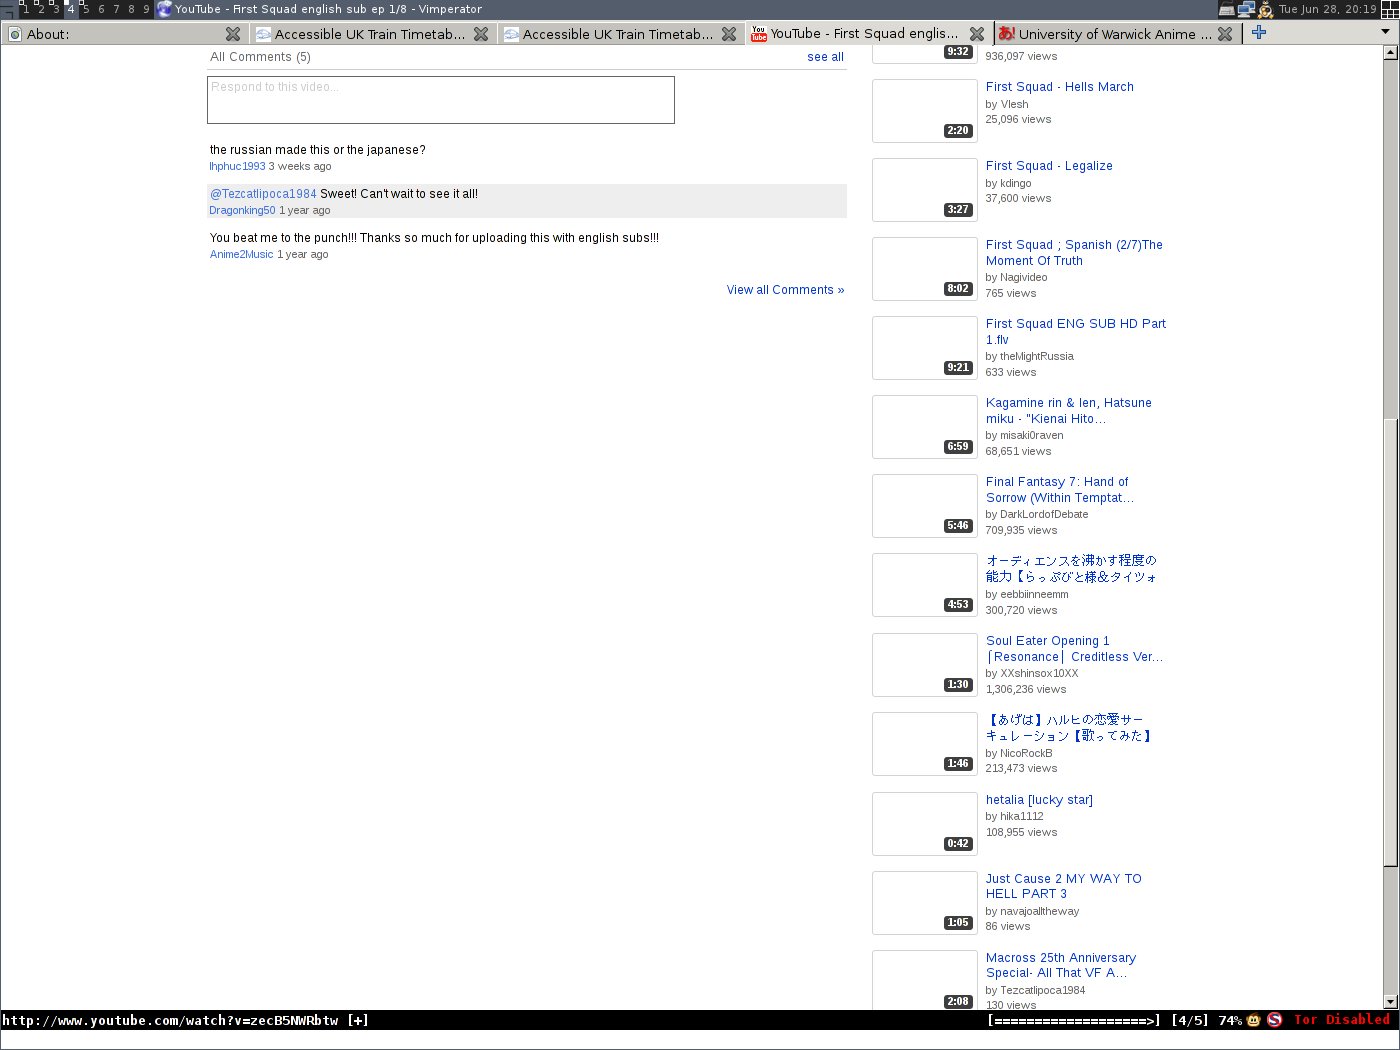 1 2 3 4 5 6 7 8 9 YouTube - First Squad english sub ep 1/8 - Vimperator Tue Jun 28, 20:19
About: Accessible UK Train Timetab... Accessible UK Train Timetab... YouTube - First Squad englis... University of Warwick Anime ...
All Comments (5) see all
Respond to this video...
the russian made this or the japanese?
lhphuc1993 3 weeks ago
@Tezcatlipoca1984 Sweet! Can't wait to see it all!
Dragonking50 1 year ago
You beat me to the punch!!! Thanks so much for uploading this with english subs!!!
Anime2Music 1 year ago
View all Comments »
9:32
936,097 views
First Squad - Hells March
by Vlesh
25,096 views
2:20
First Squad - Legalize
by kdingo
37,600 views
3:27
First Squad ; Spanish (2/7)The
Moment Of Truth
by Nagivideo
765 views
8:02
First Squad ENG SUB HD Part
1.flv
by theMightRussia
633 views
9:21
Kagamine rin & len, Hatsune
miku - "Kienai Hito...
by misaki0raven
68,651 views
6:59
Final Fantasy 7: Hand of
Sorrow (Within Temptat...
by DarkLordofDebate
709,935 views
5:46
オーディエンスを沸かす程度の
能力【らっぷびと様&タイツォ
by eebbiinneemm
300,720 views
4:53
Soul Eater Opening 1
⌈Resonance⌋ Creditless Ver...
by XXshinsox10XX
1,306,236 views
1:30
【あげは】ハルヒの恋愛サー
キュレーション【歌ってみた】
by NicoRockB
213,473 views
1:46
hetalia [lucky star]
by hika1112
108,955 views
0:42
Just Cause 2 MY WAY TO
HELL PART 3
by navajoalltheway
86 views
1:05
Macross 25th Anniversary
Special- All That VF A...
by Tezcatlipoca1984
130 views
2:08
http://www.youtube.com/watch?v=zecB5NWRbtw [+] [===================>] [4/5] 74% Tor Disabled